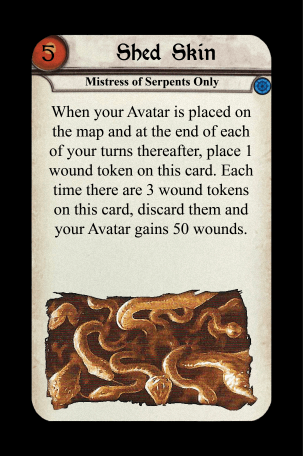 5 Shed Skin
Mistress of Serpents Only
When your Avatar is placed on
the map and at the end of each
of your turns thereafter, place 1
wound token on this card. Each
time there are 3 wound tokens
on this card, discard them and
your Avatar gains 50 wounds.